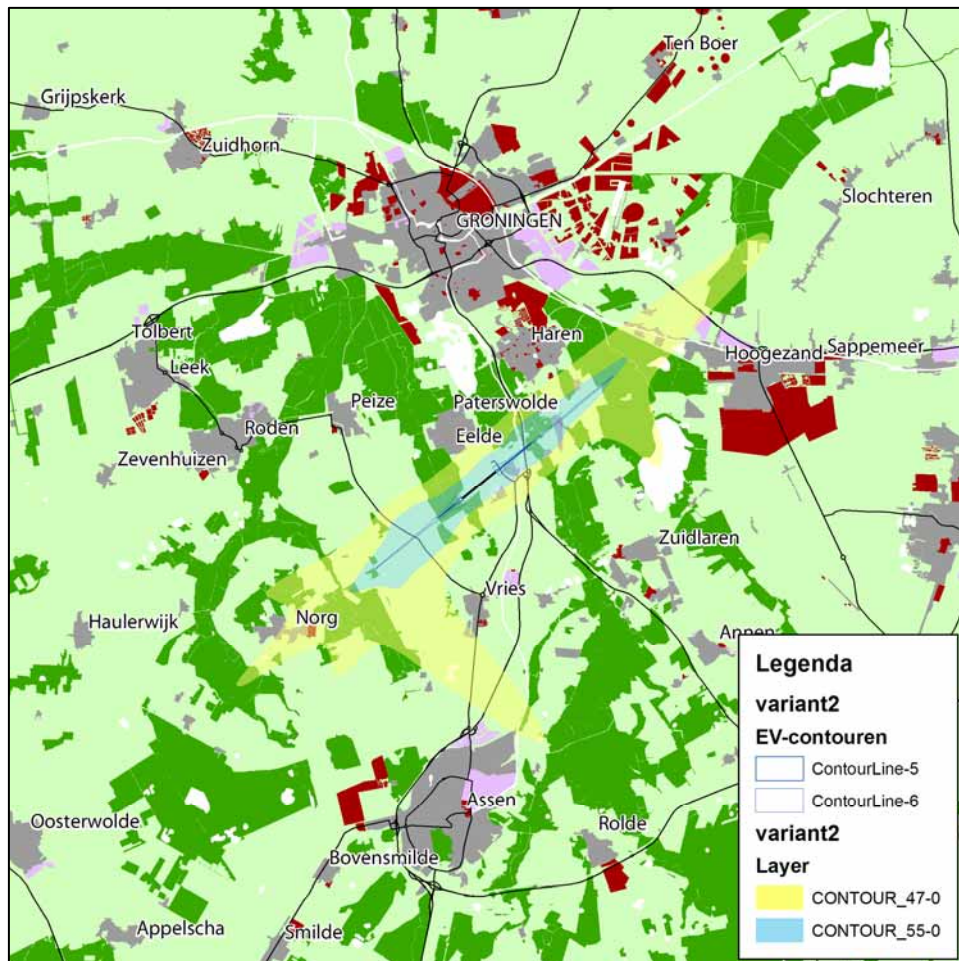 Ten Boer
Grijpskerk
Zuidhorn
Slochteren
GRONINGEN
Tolbert
Haren
Hoogezand
Sappemeer
Leek
Peize
Paterswolde
Roden
Eelde
Zevenhuizen
Zuidlaren
Vries
Haulerwijk
Norg
Annen
Assen
Oosterwolde
Rolde
Bovensmilde
Appelscha
Smilde
Legenda
variant2
EV-contouren
ContourLine-5
ContourLine-6
variant2
Layer
CONTOUR_47-0
CONTOUR_55-0